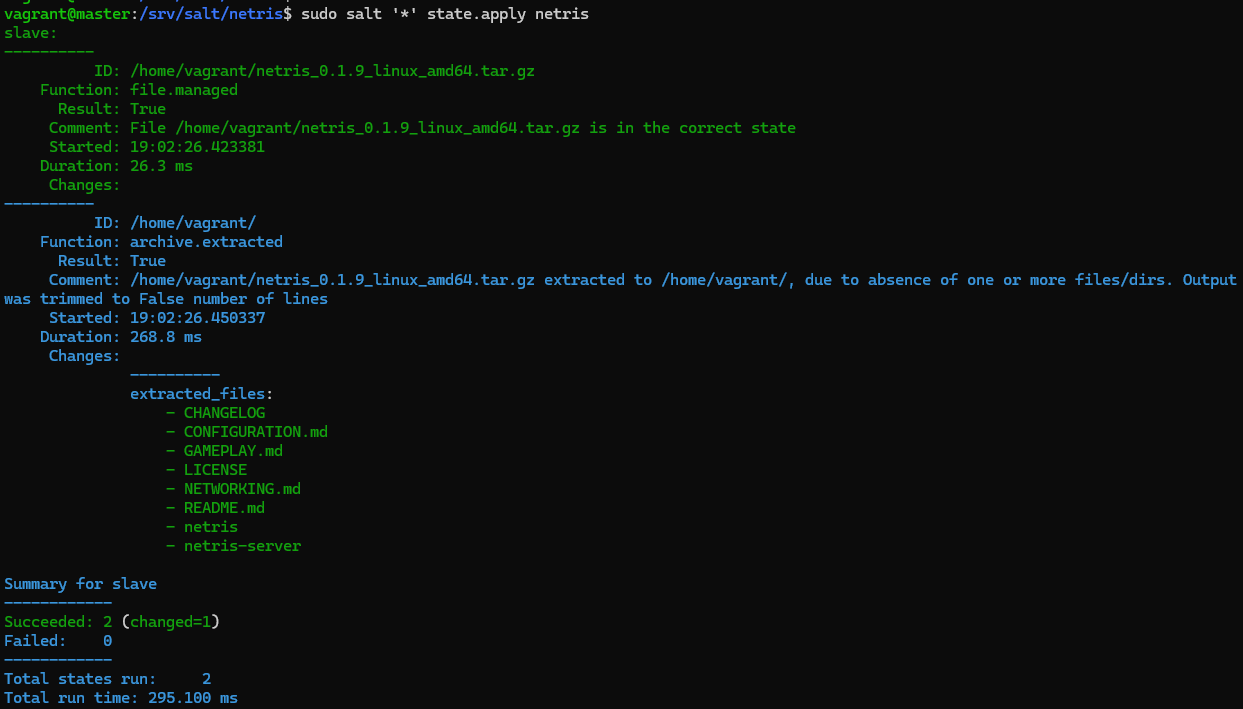 vagrant@master:/srv/salt/netris$ sudo salt '*' state.apply netris
slave:
----------
          ID: /home/vagrant/netris_0.1.9_linux_amd64.tar.gz
    Function: file.managed
      Result: True
     Comment: File /home/vagrant/netris_0.1.9_linux_amd64.tar.gz is in the correct state
     Started: 19:02:26.423381
    Duration: 26.3 ms
     Changes:
----------
          ID: /home/vagrant/
    Function: archive.extracted
      Result: True
     Comment: /home/vagrant/netris_0.1.9_linux_amd64.tar.gz extracted to /home/vagrant/, due to absence of one or more files/dirs. Output
was trimmed to False number of lines
     Started: 19:02:26.450337
    Duration: 268.8 ms
     Changes:
              ----------
              extracted_files:
                  - CHANGELOG
                  - CONFIGURATION.md
                  - GAMEPLAY.md
                  - LICENSE
                  - NETWORKING.md
                  - README.md
                  - netris
                  - netris-server
Summary for slave
------------
Succeeded: 2 (changed=1)
Failed:    0
------------
Total states run:     2
Total run time: 295.100 ms